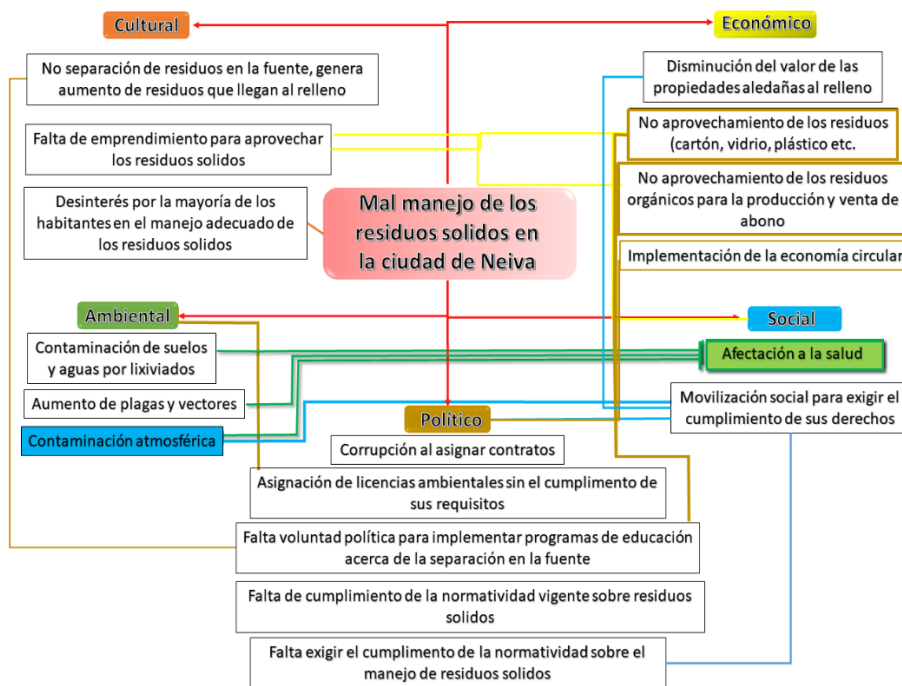 Cultural
Económico
No separación de residuos en la fuente, genera
aumento de residuos que llegan al relleno
Disminución del valor de las
propiedades aledañas al relleno
Falta de emprendimiento para aprovechar
los residuos solidos
No aprovechamiento de los residuos
(cartón, vidrio, plástico etc.
Desinterés por la mayoría de los
habitantes en el manejo adecuado de
los residuos solidos
Mal manejo de los
residuos solidos en
la ciudad de Neiva
No aprovechamiento de los residuos
orgánicos para la producción y venta de
abono
Implementación de la economía circular
Ambiental
Social
Contaminación de suelos
y aguas por lixiviados
Afectación a la salud
Aumento de plagas y vectores
Movilización social para exigir el
cumplimiento de sus derechos
Contaminación atmosférica
Político
Corrupción al asignar contratos
Asignación de licencias ambientales sin el cumplimento de
sus requisitos
Falta voluntad política para implementar programas de educación
acerca de la separación en la fuente
Falta de cumplimiento de la normatividad vigente sobre residuos
solidos
Falta exigir el cumplimento de la normatividad sobre el
manejo de residuos solidos